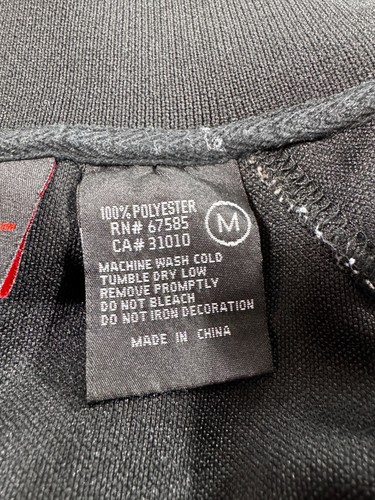 100% POLYESTER
RN# 67585
CA# 31010
M
MACHINE WASH COLD
TUMBLE DRY LOW
REMOVE PROMPTLY
DO NOT BLEACH
DO NOT IRON DECORATION
MADE IN CHINA